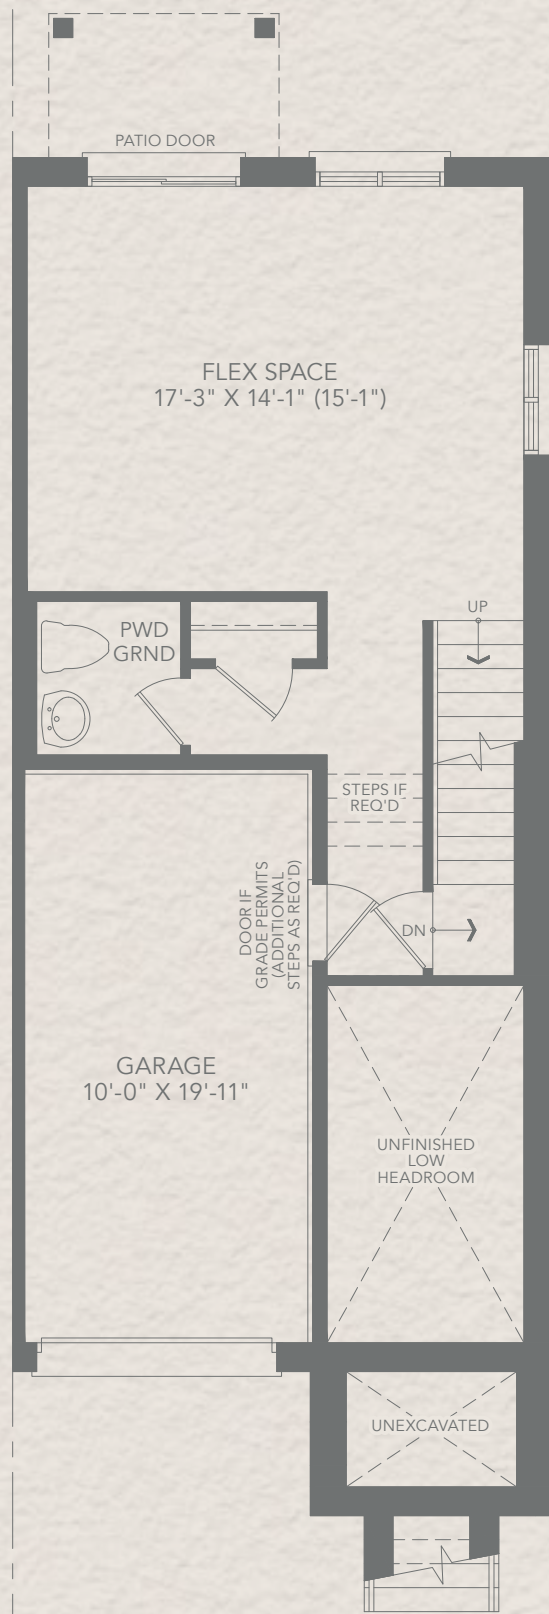 PATIO DOOR
FLEX SPACE
17'-3" X 14'-1" (15'-1")
UP
PWD
GRND
STEPS IF
REQ'D
DOOR IF
GRADE PERMITS
(ADDITIONAL
STEPS AS REQ'D)
DN
GARAGE
10'-0" X 19'-11"
UNFINISHED
LOW
HEADROOM
UNEXCAVATED